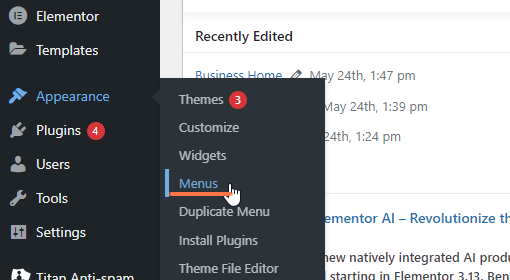 Elementor
Templates
Appearance
Plugins 4
Users
Tools
Settings
Titan Anti-spam
Themes 3
Customize
Widgets
Menus
Duplicate Menu
Install Plugins
Theme File Editor
Recently Edited
Business Home May 24th, 1:47 pm
May 24th, 1:39 pm
24th, 1:24 pm
ementor AI – Revolutionize th
new natively integrated AI produ
starting in Elementor 3.13. Ben